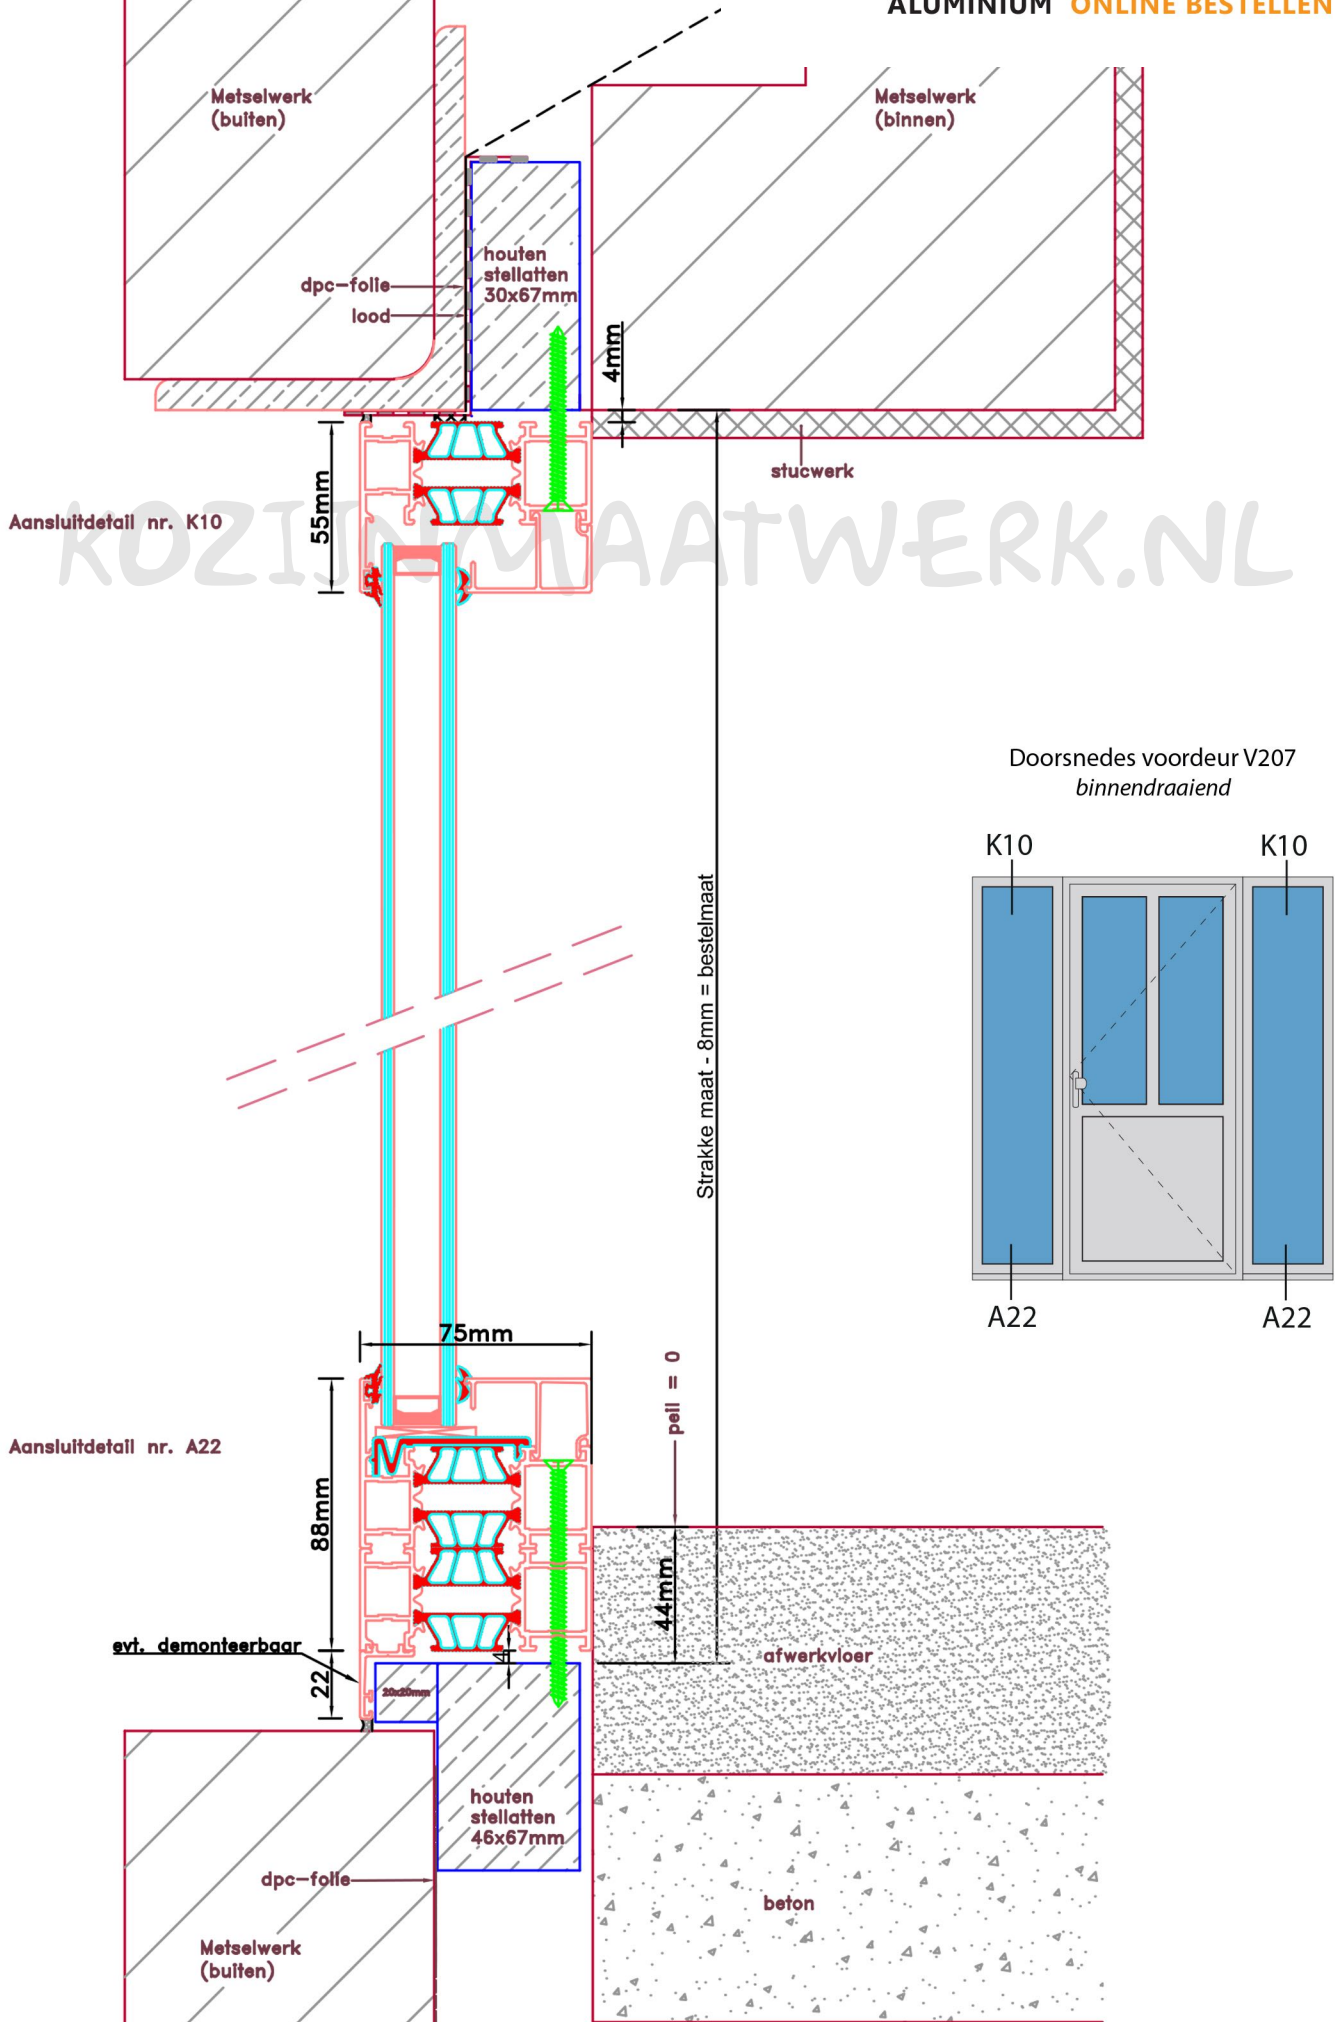 ALUMINIUM ONLINE BESTELLEN
Metselwerk
(buiten)
Metselwerk
(binnen)
houten
stellatten
30x67mm
dpc-folie
lood
4mm
stucwerk
55mm
Aansluitdetail nr. K10
KOZIJNMAATWERK.NL
Strakke maat - 8mm = bestelmaat
Doorsnedes voordeur V207
binnendraaiend
K10
K10
A22
A22
75mm
peil = 0
Aansluitdetail nr. A22
88mm
44mm
evt. demonteerbaar
22
4
20x20mm
afwerkvloer
houten
stellatten
46x67mm
dpc-folie
beton
Metselwerk
(buiten)